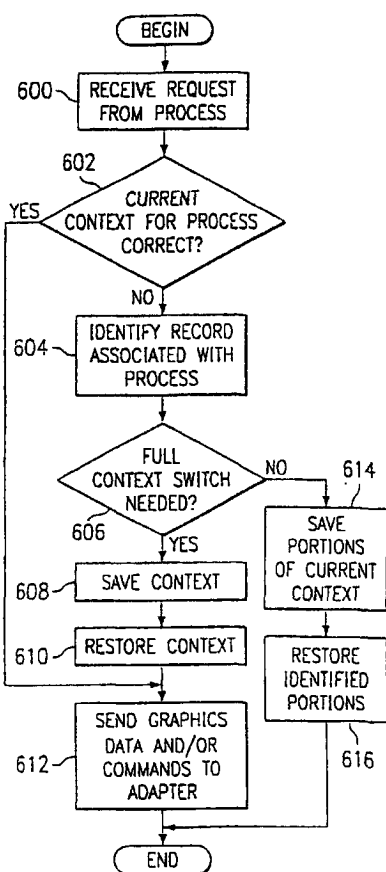 BEGIN
600
RECEIVE REQUEST
FROM PROCESS
602
YES
CURRENT
CONTEXT FOR PROCESS
CORRECT?
NO
604
IDENTIFY RECORD
ASSOCIATED WITH
PROCESS
FULL
CONTEXT SWITCH
NEEDED?
606
NO
614
YES
SAVE
PORTIONS
OF CURRENT
CONTEXT
608
SAVE CONTEXT
610
RESTORE CONTEXT
RESTORE
IDENTIFIED
PORTIONS
616
612
SEND GRAPHICS
DATA AND/OR
COMMANDS TO
ADAPTER
END